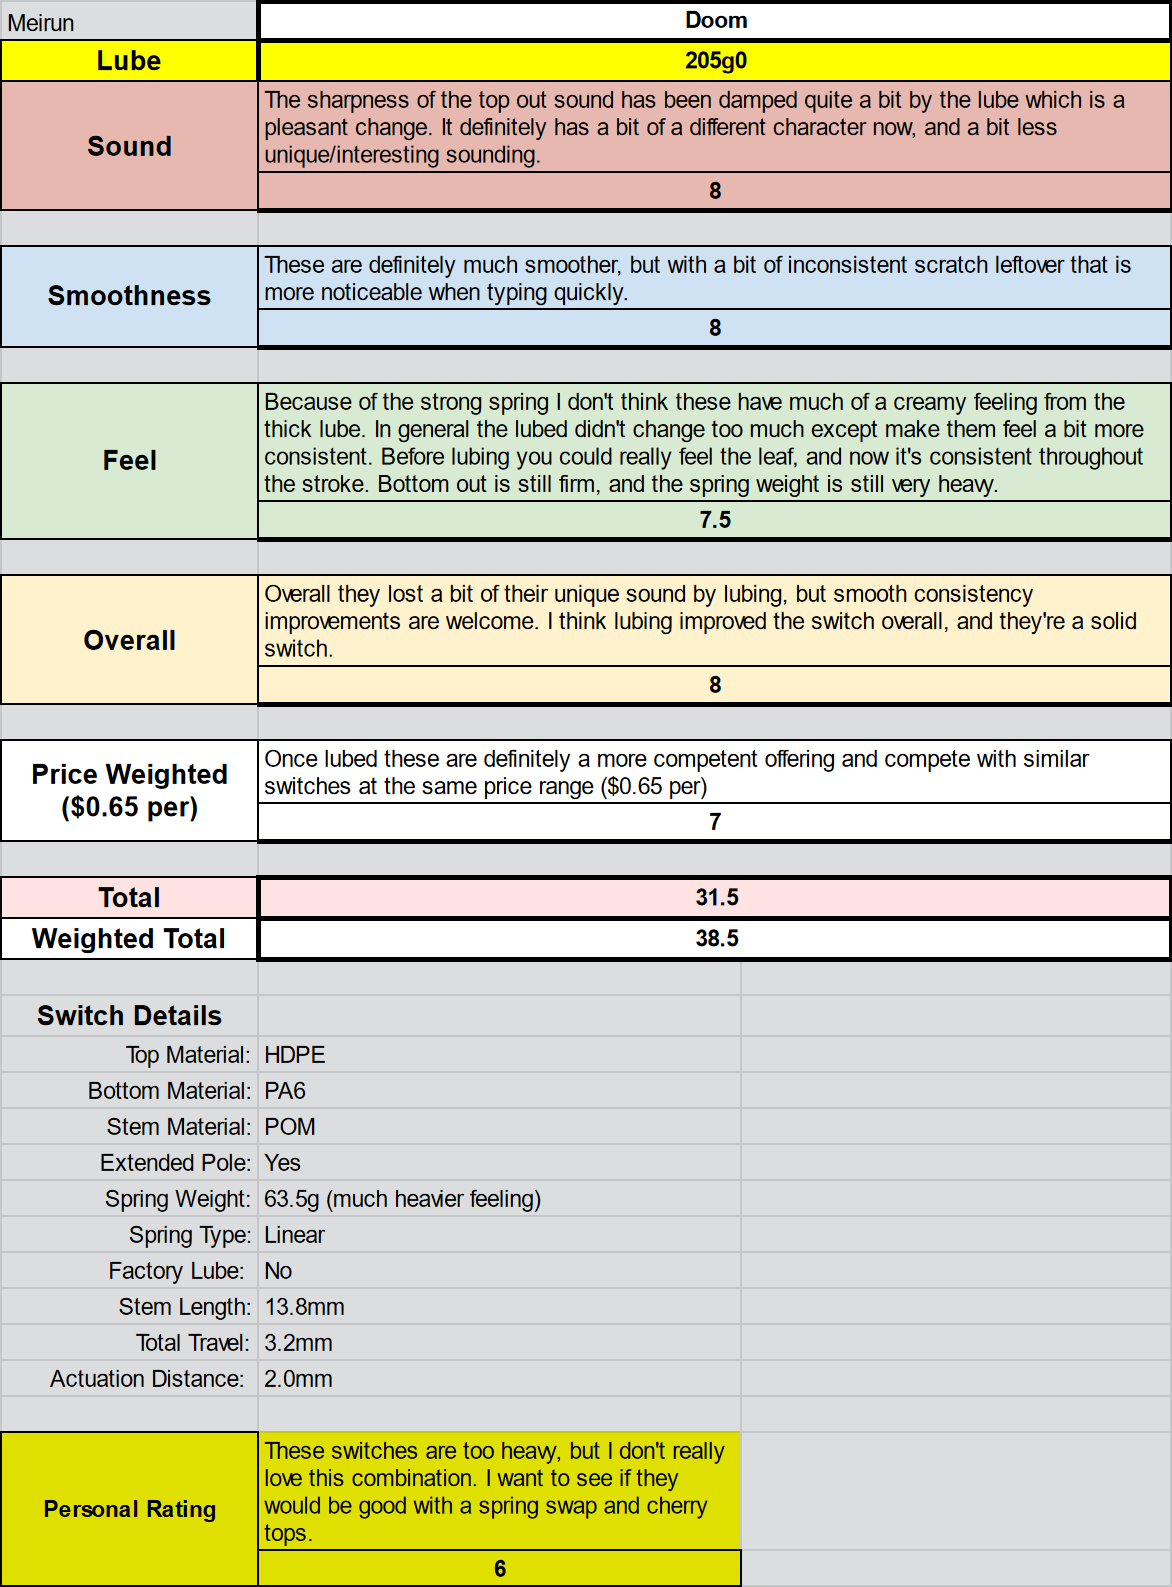 Meirun
Doom
Lube
205g0
Sound
The sharpness of the top out sound has been damped quite a bit by the lube which is a
pleasant change. It definitely has a bit of a different character now, and a bit less
unique/interesting sounding.
8
Smoothness
These are definitely much smoother, but with a bit of inconsistent scratch leftover that is
more noticeable when typing quickly.
8
Feel
Because of the strong spring I don't think these have much of a creamy feeling from the
thick lube. In general the lubed didn't change too much except make them feel a bit more
consistent. Before lubing you could really feel the leaf, and now it's consistent throughout
the stroke. Bottom out is still firm, and the spring weight is still very heavy.
7.5
Overall
Overall they lost a bit of their unique sound by lubing, but smooth consistency
improvements are welcome. I think lubing improved the switch overall, and they're a solid
switch.
8
Price Weighted
($0.65 per)
Once lubed these are definitely a more competent offering and compete with similar
switches at the same price range ($0.65 per)
7
Total
31.5
Weighted Total
38.5
Switch Details
Top Material: HDPE
Bottom Material: PA6
Stem Material: POM
Extended Pole: Yes
Spring Weight: 63.5g (much heavier feeling)
Spring Type: Linear
Factory Lube: No
Stem Length: 13.8mm
Total Travel: 3.2mm
Actuation Distance: 2.0mm
Personal Rating
These switches are too heavy, but I don't really
love this combination. I want to see if they
would be good with a spring swap and cherry
tops.
6